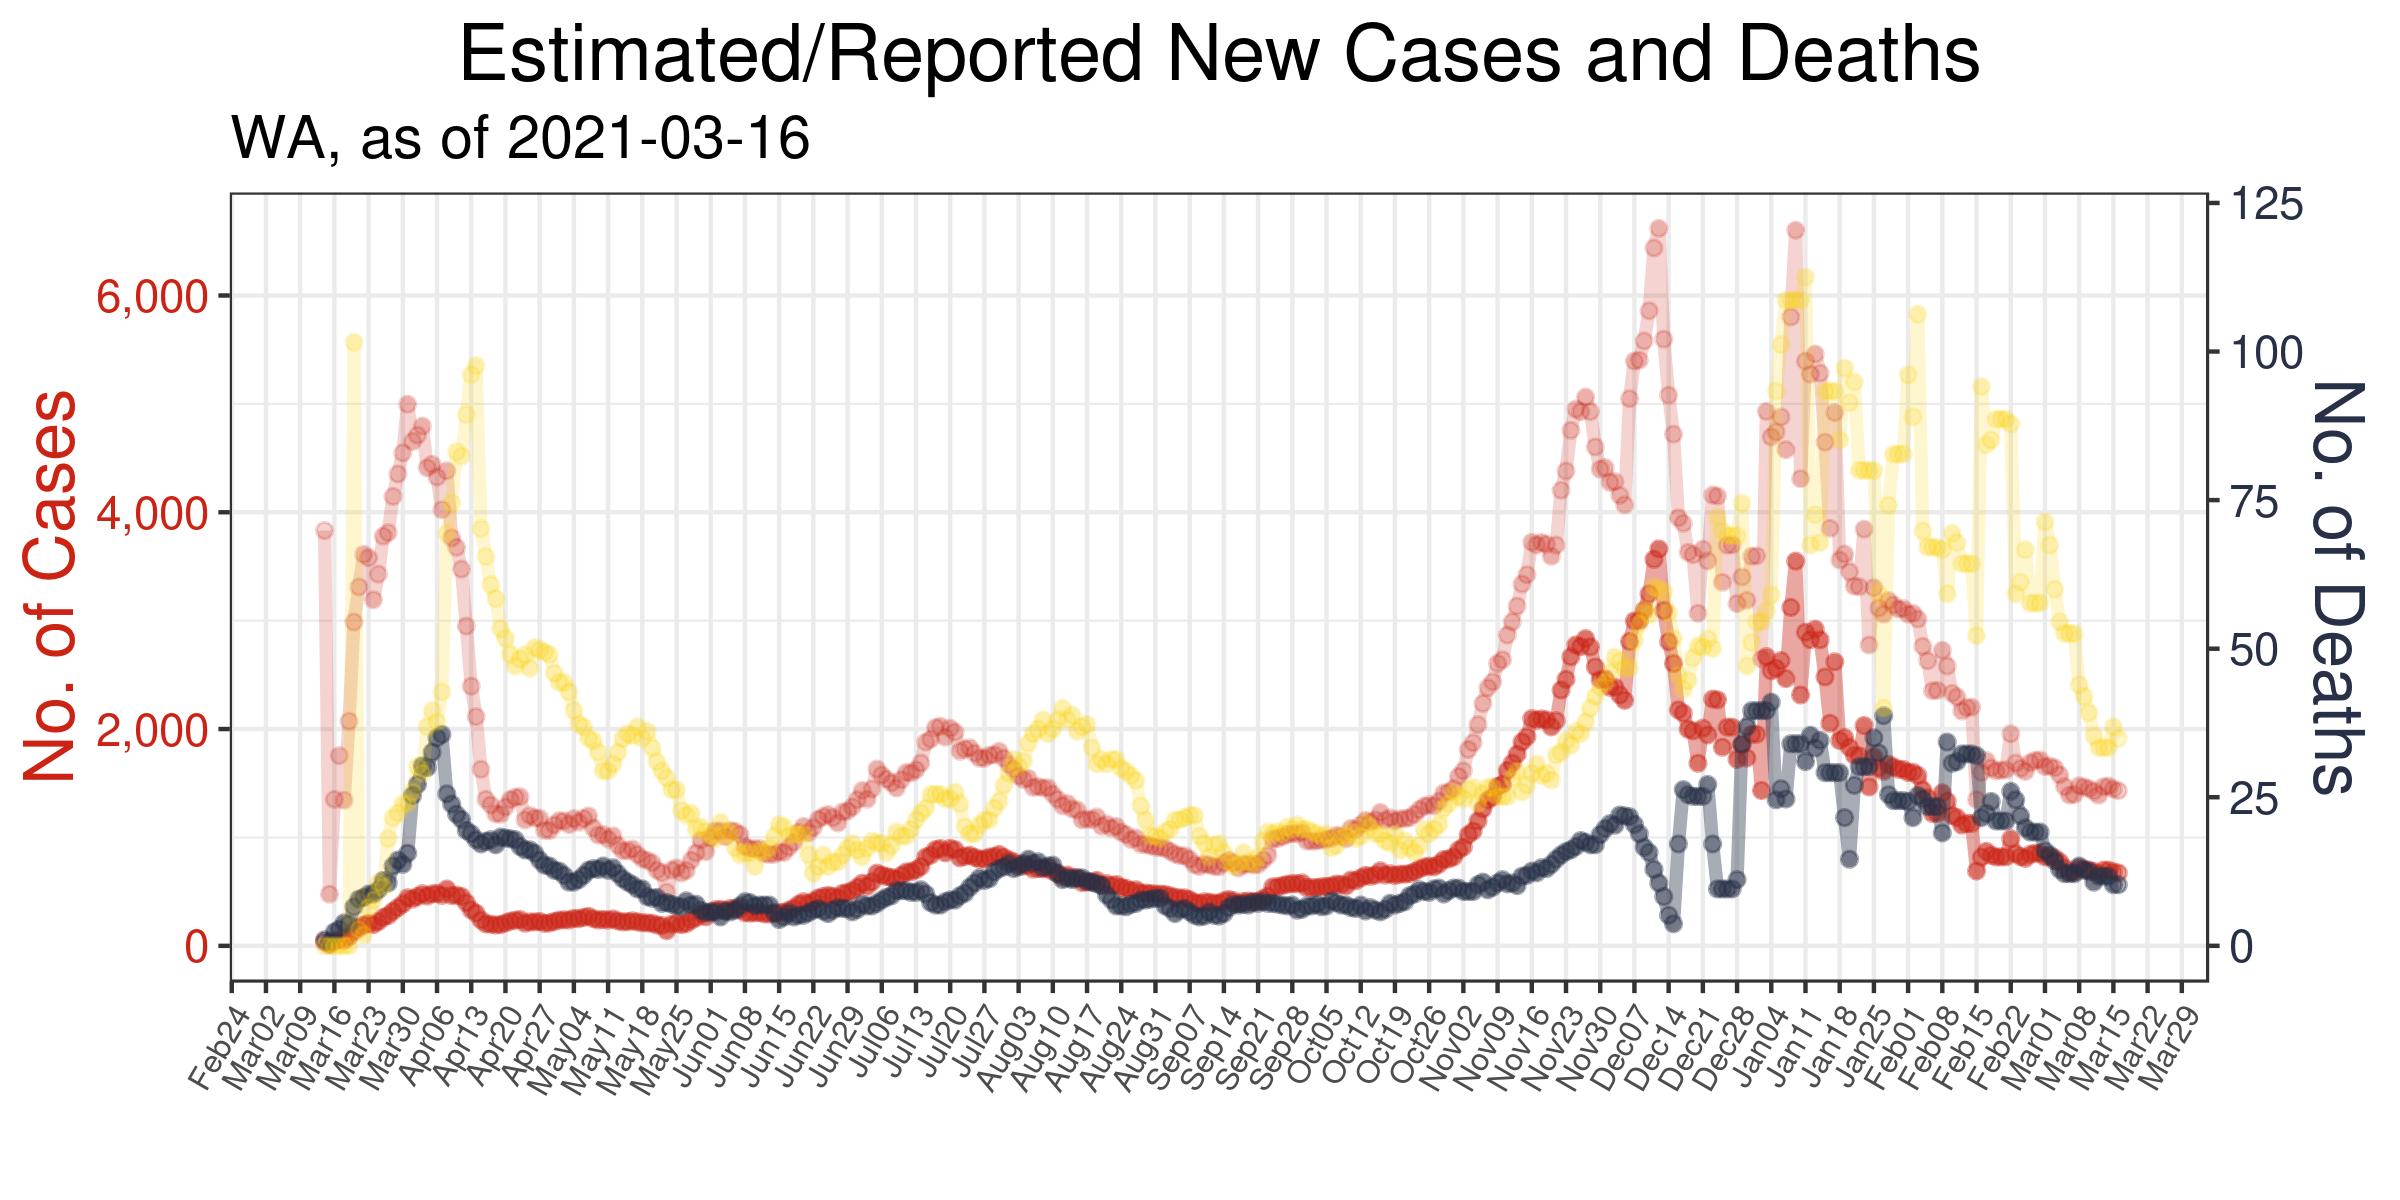 Estimated/Reported New Cases and Deaths
WA, as of 2021-03-16
No. of Cases
6,000
4,000
2,000
0
125
100
75
50
25
0
No. of Deaths
Feb24
Mar02
Mar09
Mar16
Mar23
Mar30
Apr06
Apr13
Apr20
Apr27
May04
May11
May18
May25
Jun01
Jun08
Jun15
Jun22
Jun29
Jul06
Jul13
Jul20
Jul27
Aug03
Aug10
Aug17
Aug24
Aug31
Sep07
Sep14
Sep21
Sep28
Oct05
Oct12
Oct19
Oct26
Nov02
Nov09
Nov16
Nov23
Nov30
Dec07
Dec14
Dec21
Dec28
Jan04
Jan11
Jan18
Jan25
Feb01
Feb08
Feb15
Feb22
Mar01
Mar08
Mar15
Mar22
Mar29